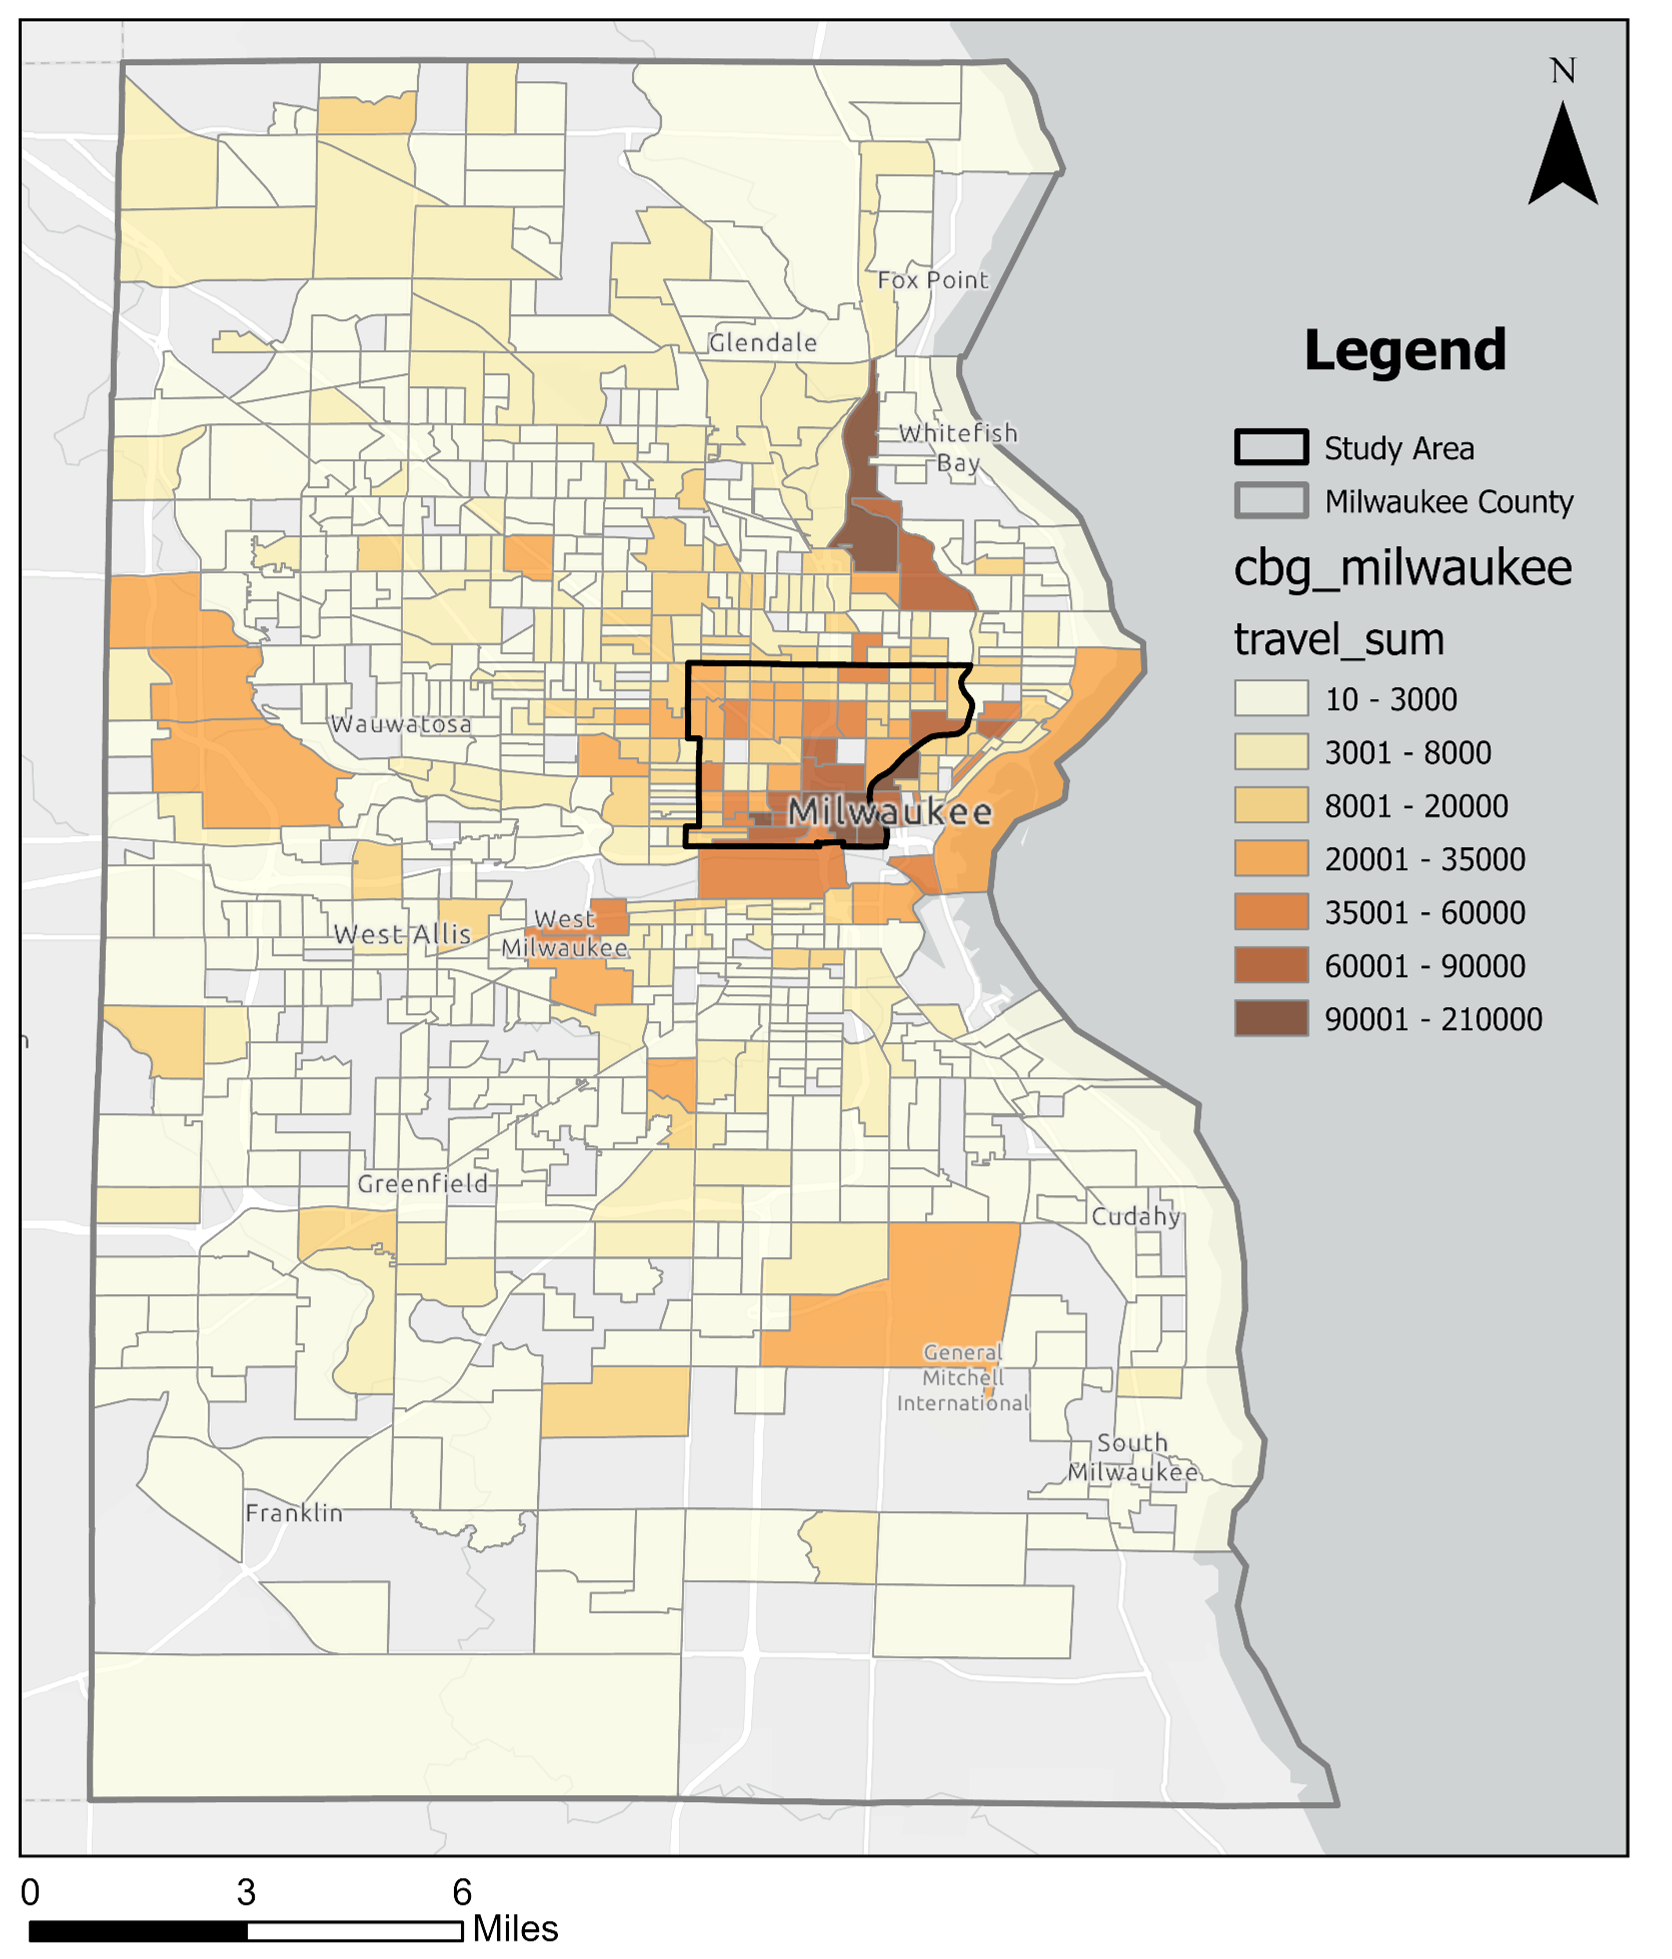 N
Fox Point
Glendale
Legend
Whitefish
Bay
Study Area
Milwaukee County
cbg_milwaukee
travel_sum
10 - 3000
3001 - 8000
8001 - 20000
20001 - 35000
35001 - 60000
60001 - 90000
90001 - 210000
Wauwatosa
Milwaukee
West Allis
West
Milwaukee
Greenfield
Cudahy
General
Mitchell
International
South
Milwaukee
Franklin
0 3 6
Miles